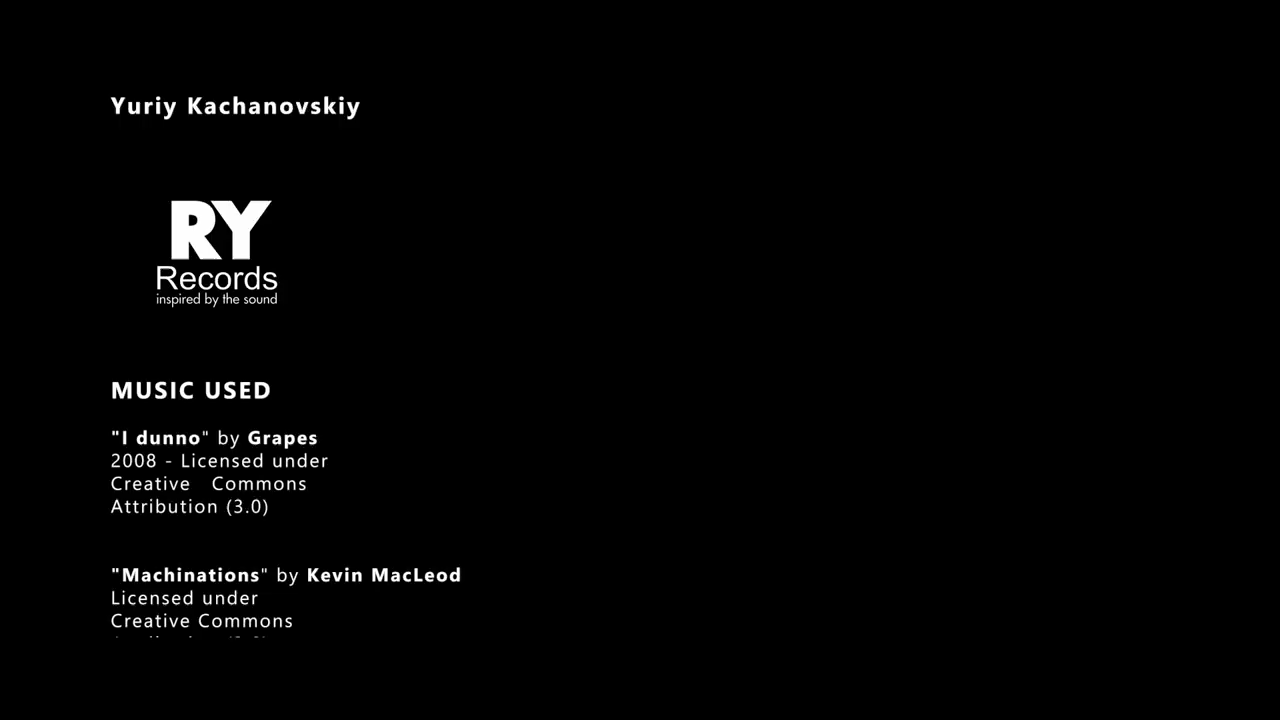 Yuriy Kachanovskiy
RY
Records
inspired by the sound
MUSIC USED
"I dunno" by Grapes
2008 - Licensed under
Creative Commons
Attribution (3.0)
"Machinations" by Kevin MacLeod
Licensed under
Creative Commons